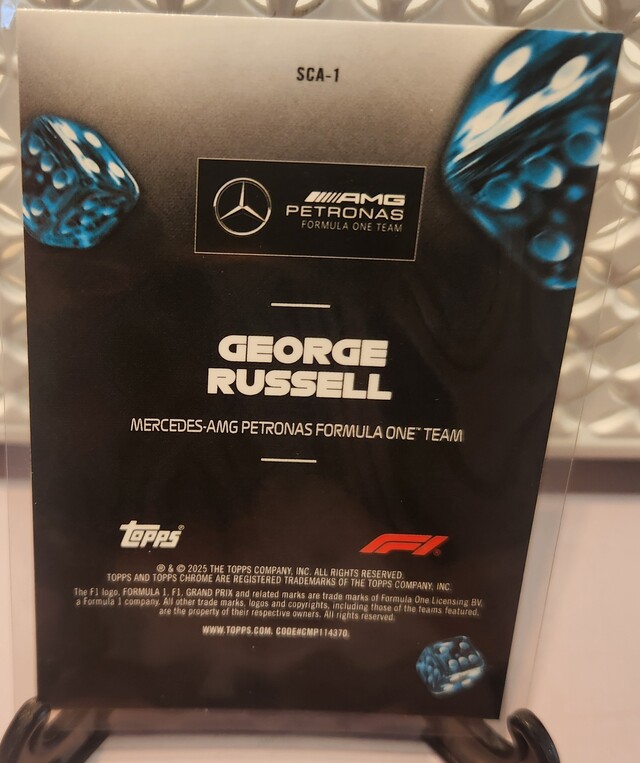 SCA-1
AMG
PETRONAS
FORMULA ONE TEAM
GEORGE
RUSSELL
MERCEDES-AMG PETRONAS FORMULA ONE™ TEAM
topps®
F1®
® & © 2025 THE TOPPS COMPANY, INC. ALL RIGHTS RESERVED.
TOPPS AND TOPPS CHROME ARE REGISTERED TRADEMARKS OF THE TOPPS COMPANY, INC.
The F1 logo, FORMULA 1, F1, GRAND PRIX and related marks are trade marks of Formula One Licensing BV,
a Formula 1 company. All other trade marks, logos and copyrights, including those of the teams featured,
are the property of their respective owners. All rights reserved.
WWW.TOPPS.COM. CODE#CMP114370.